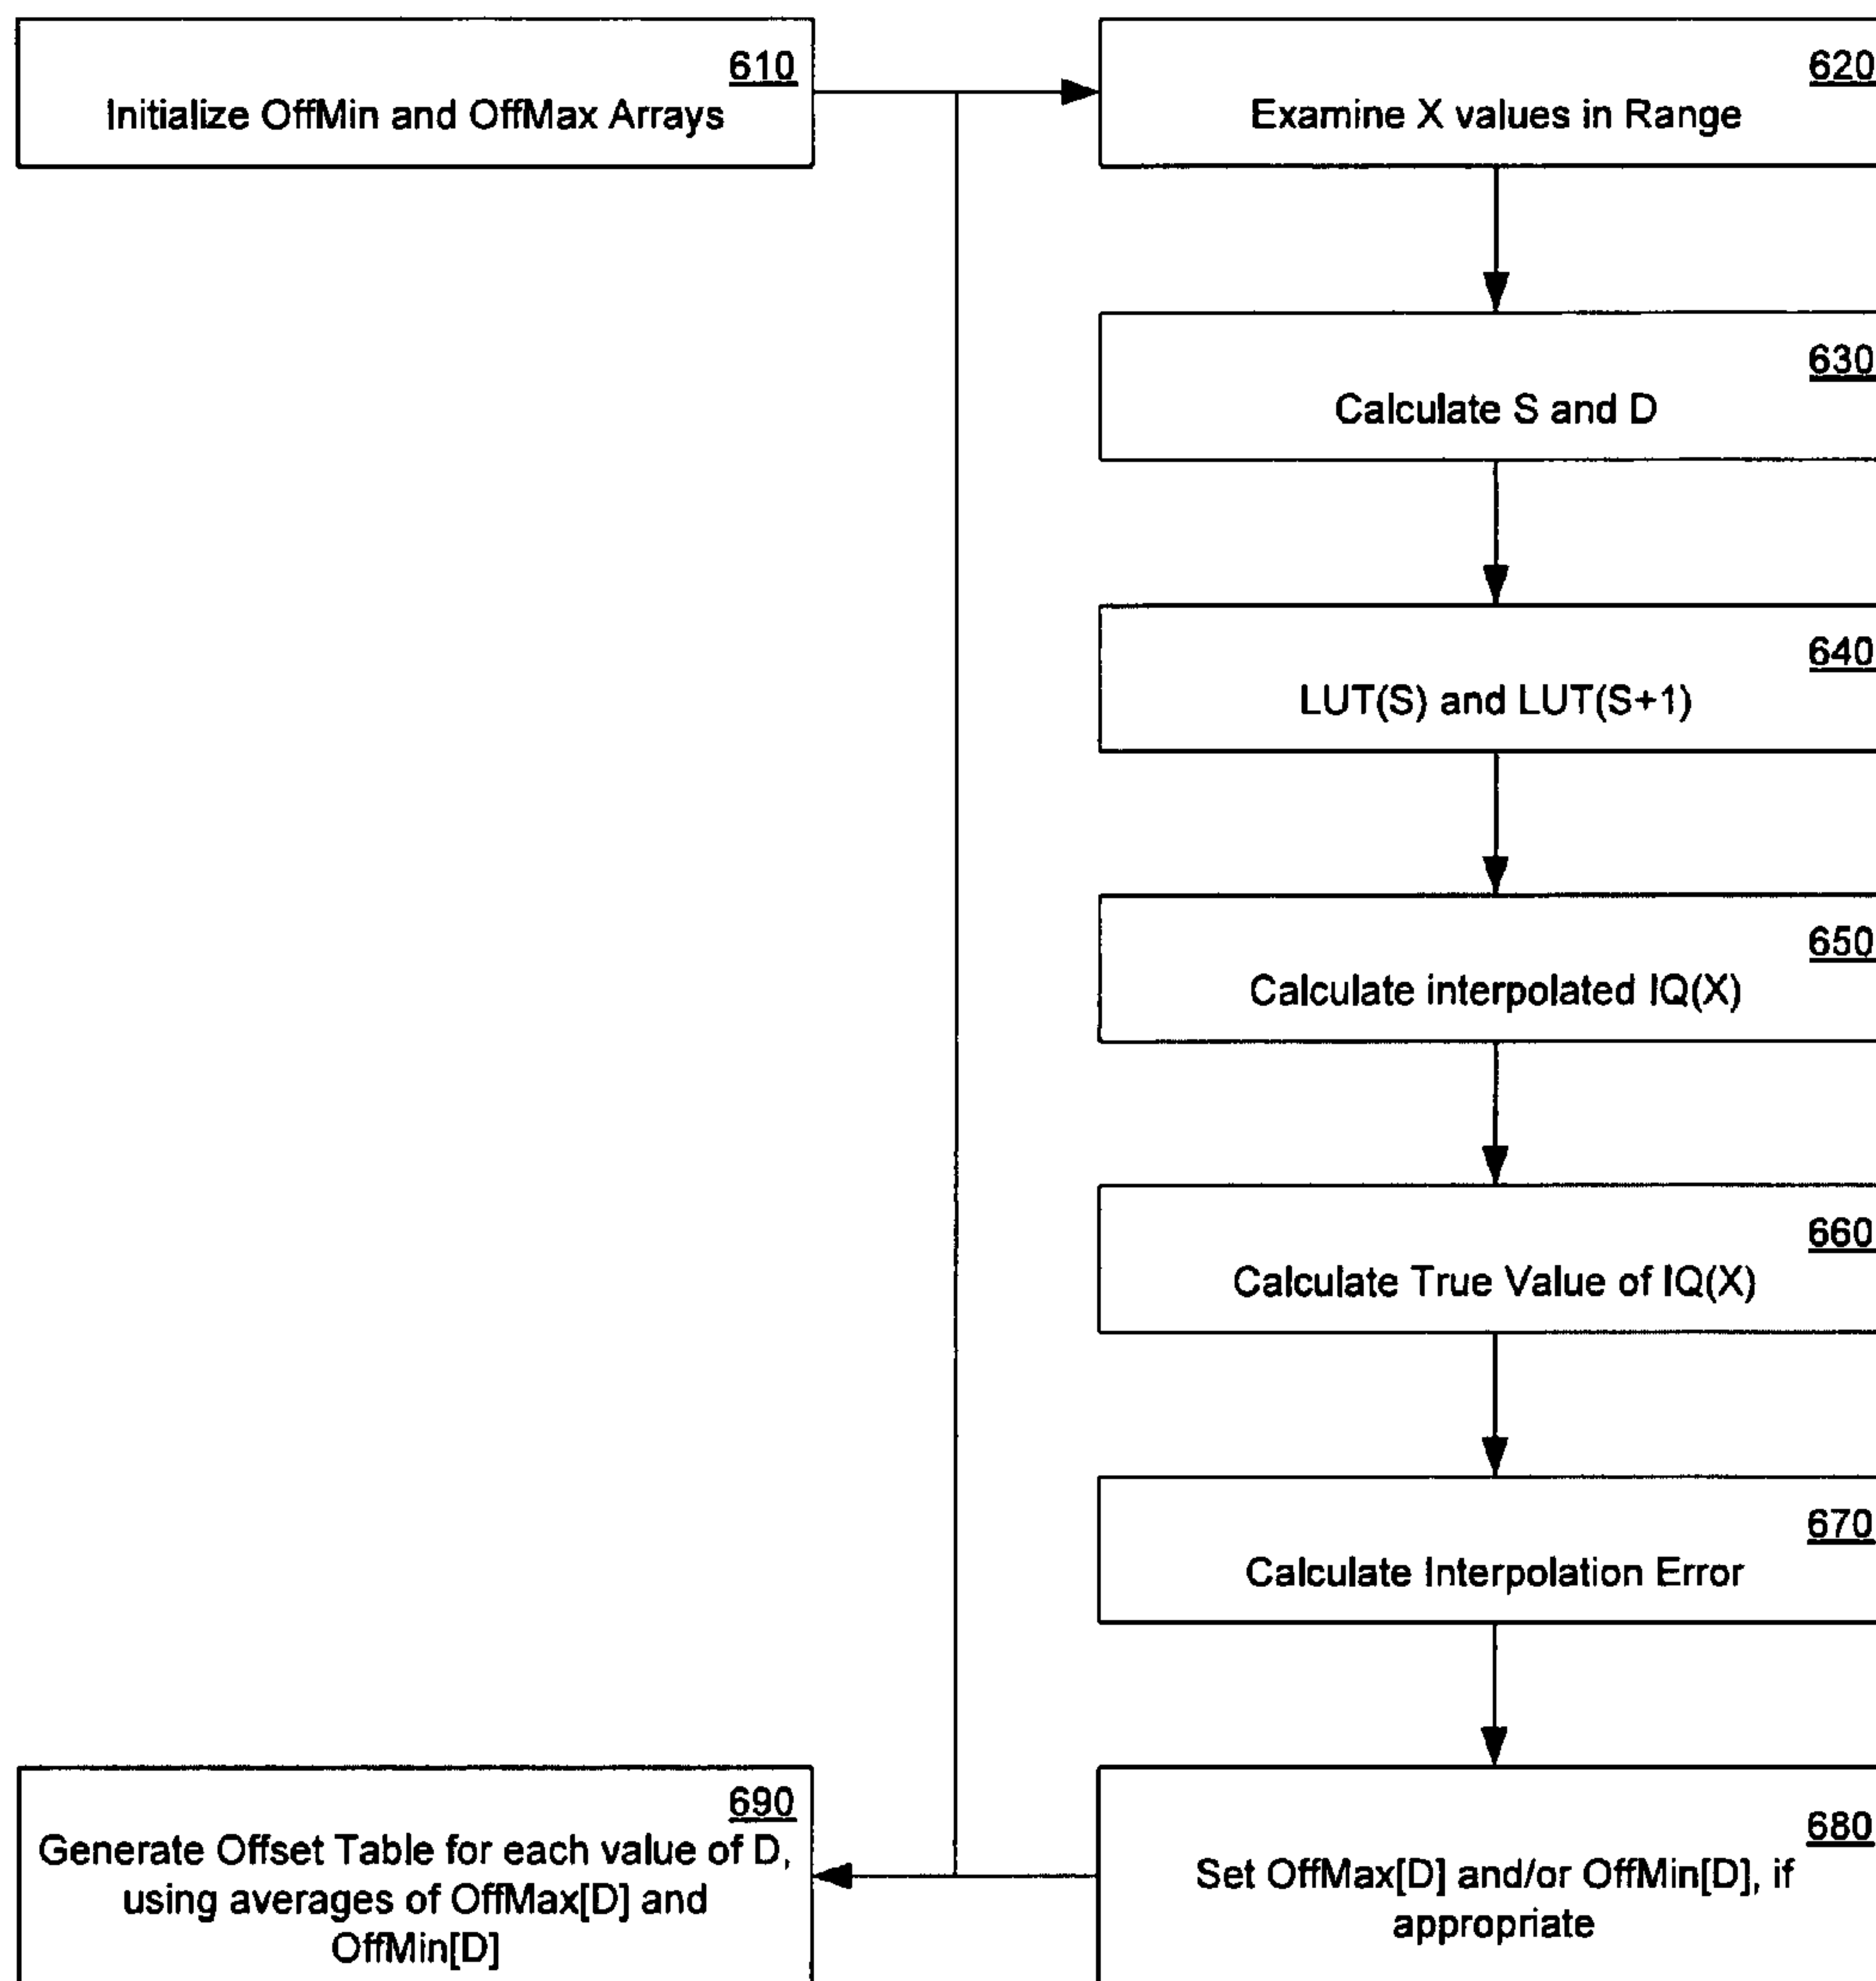 610
Initialize OffMin and OffMax Arrays
620
Examine X values in Range
630
Calculate S and D
640
LUT(S) and LUT(S+1)
650
Calculate interpolated IQ(X)
660
Calculate True Value of IQ(X)
670
Calculate Interpolation Error
680
Set OffMax[D] and/or OffMin[D], if
appropriate
690
Generate Offset Table for each value of D,
using averages of OffMax[D] and
OffMin[D]